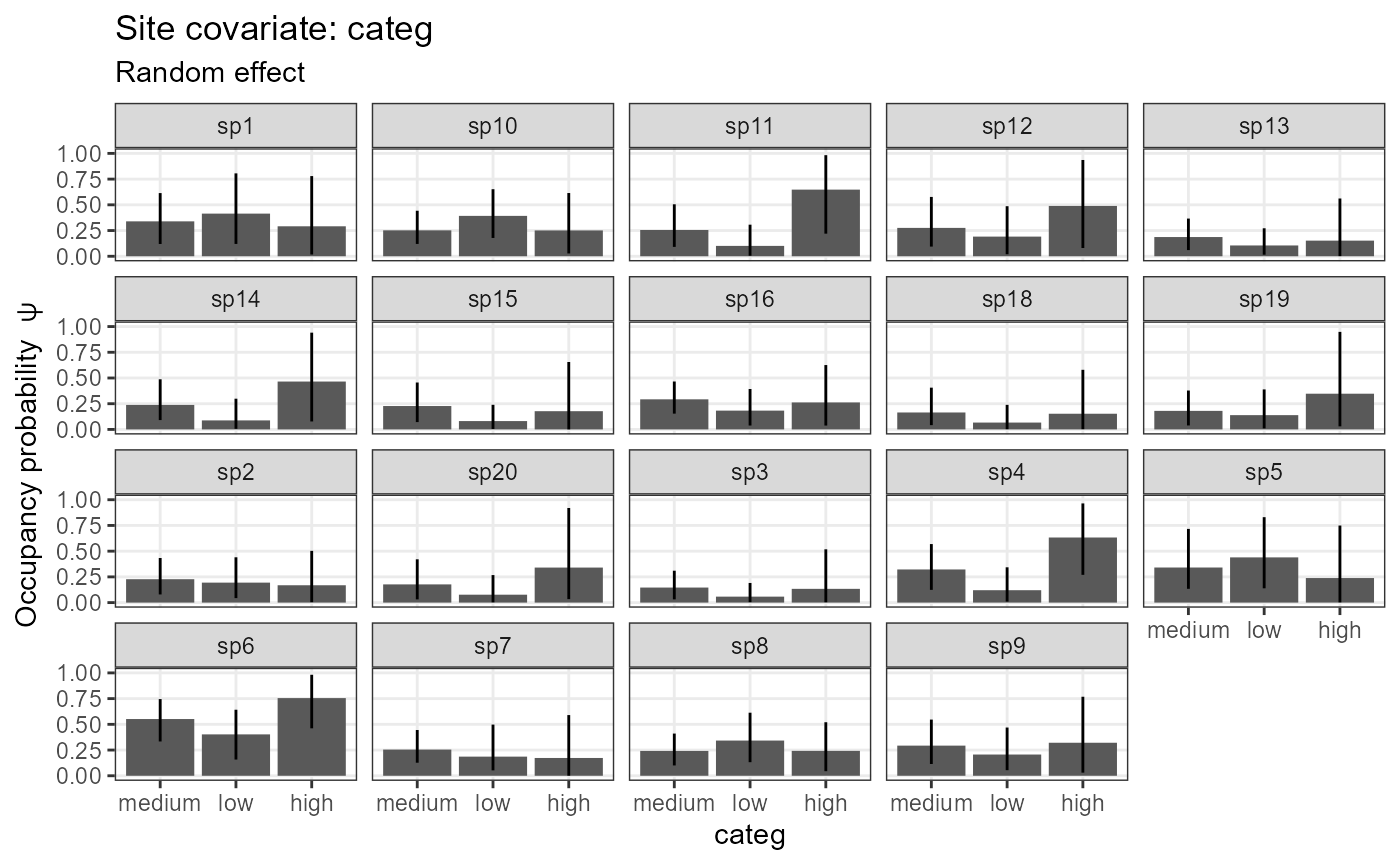 Site covariate: categ
Random effect
sp1 sp10 sp11 sp12 sp13
1.00
0.75
0.50
0.25
0.00
sp14 sp15 sp16 sp18 sp19
1.00
0.75
0.50
0.25
0.00
sp2 sp20 sp3 sp4 sp5
1.00
0.75
0.50
0.25
0.00
medium low high
sp6 sp7 sp8 sp9
1.00
0.75
0.50
0.25
0.00
medium low high medium low high medium low high medium low high
categ
Occupancy probability ψ